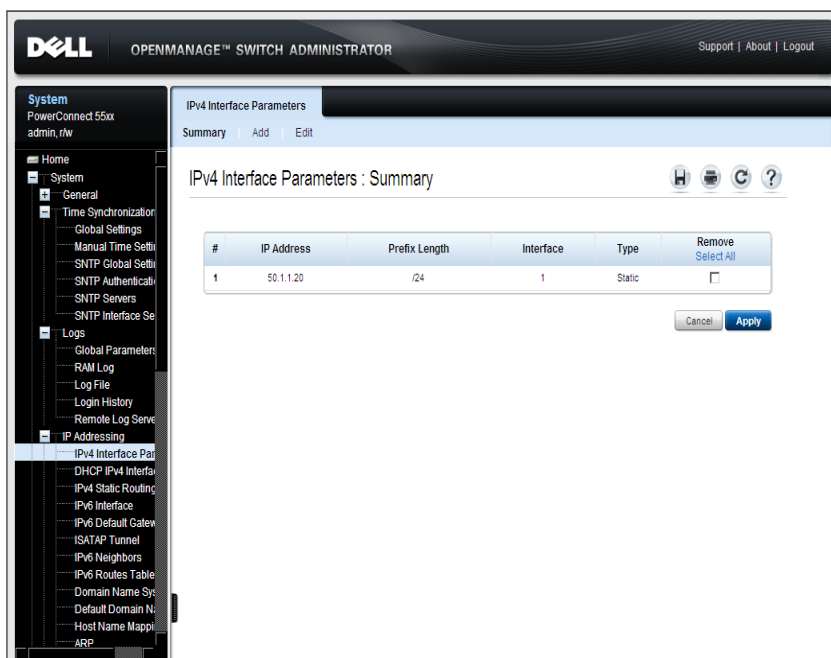 DELL
OPENMANAGE™ SWITCH ADMINISTRATOR
Support | About | Logout
System
PowerConnect 55xx
admin, r/w
Home
System
General
Time Synchronization
Global Settings
Manual Time Setti
SNTP Global Setti
SNTP Authenticati
SNTP Servers
SNTP Interface Se
Logs
Global Parameters
RAM Log
Log File
Login History
Remote Log Serve
IP Addressing
IPv4 Interface Par
DHCP IPv4 Interfa
IPv4 Static Routing
IPv6 Interface
IPv6 Default Gatew
ISATAP Tunnel
IPv6 Neighbors
IPv6 Routes Table
Domain Name Sys
Default Domain Na
Host Name Mappi
ARP
IPv4 Interface Parameters
Summary | Add | Edit
IPv4 Interface Parameters : Summary
?
# IP Address Prefix Length Interface Type Remove
Select All
1 50.1.1.20 /24 1 Static
Cancel Apply